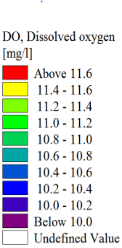 DO, Dissolved oxygen
[mg/l]
Above 11.6
11.4 - 11.6
11.2 - 11.4
11.0 - 11.2
10.8 - 11.0
10.6 - 10.8
10.4 - 10.6
10.2 - 10.4
10.0 - 10.2
Below 10.0
Undefined Value